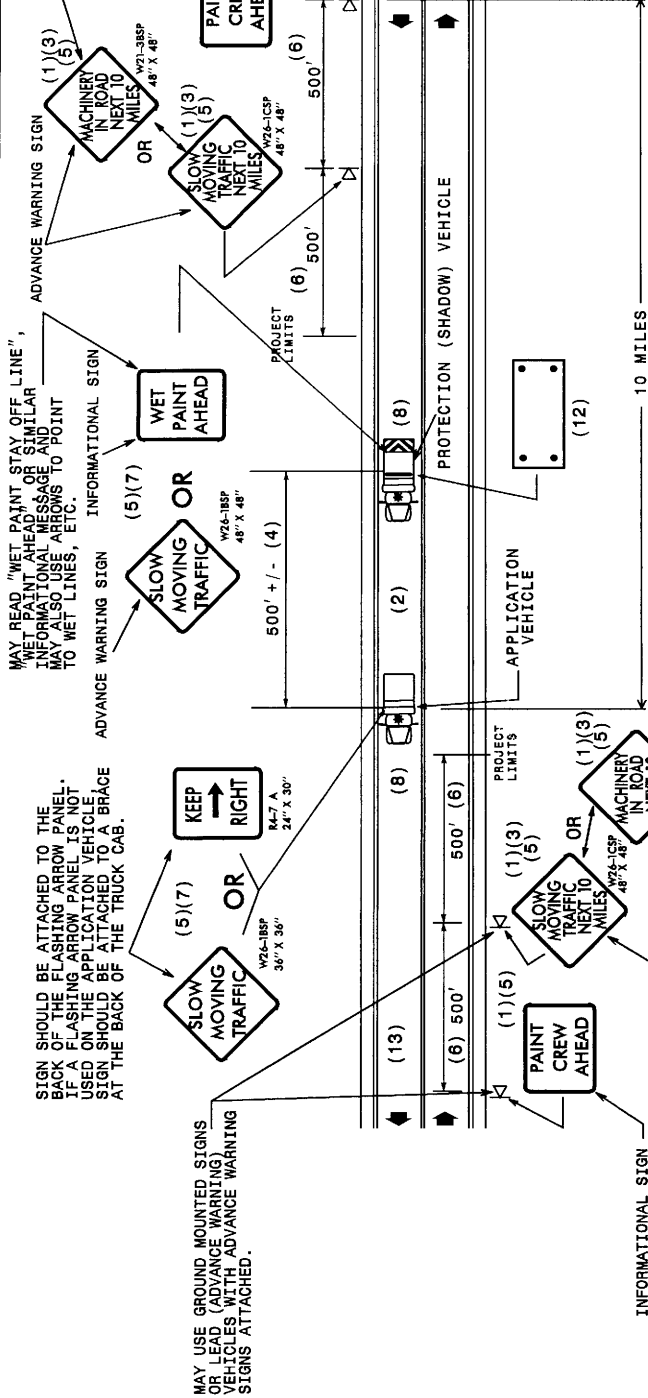 MAY READ "WET PAINT STAY OFF LINE",
"WET PAINT AHEAD" OR SIMILAR
INFORMATIONAL MESSAGE AND
MAY ALSO USE ARROWS TO POINT
TO WET LINES, ETC.
SIGN SHOULD BE ATTACHED TO THE
BACK OF THE FLASHING ARROW PANEL.
IF A FLASHING ARROW PANEL IS NOT
USED ON THE APPLICATION VEHICLE,
SIGN SHOULD BE ATTACHED TO A BRACE
AT THE BACK OF THE TRUCK CAB.
MAY USE GROUND MOUNTED SIGNS
OR LEAD (ADVANCE WARNING)
VEHICLES WITH ADVANCE WARNING
SIGNS ATTACHED.
SLOW
MOVING
TRAFFIC
W26-1BSP
36" X 36"
(5)(7)
OR
KEEP
RIGHT
R4-7 A
24" X 30"
ADVANCE WARNING SIGN
SLOW
MOVING
TRAFFIC
W26-1BSP
48" X 48"
(5)(7)
OR
INFORMATIONAL SIGN
WET
PAINT
AHEAD
ADVANCE WARNING SIGN
MACHINERY
IN ROAD
NEXT 10
MILES
W21-3BSP
48" X 48"
(1)(3)
(5)
OR
SLOW
MOVING
TRAFFIC
NEXT 10
MILES
W26-1CSP
48" X 48"
(1)(3)
(5)
500' +/- (4)
PROJECT
LIMITS
(6) 500'
500' (6)
(13)
(8)
(2)
(8)
PROTECTION (SHADOW) VEHICLE
(6) 500'
500' (6)
PROJECT
LIMITS
APPLICATION
VEHICLE
(12)
10 MILES
(1)(5)
PAINT
CREW
AHEAD
INFORMATIONAL SIGN
(1)(3)
(5)
SLOW
MOVING
TRAFFIC
NEXT 10
MILES
W26-1CSP
48" X 48"
OR
(1)(3)
(5)
MACHINERY
IN ROAD